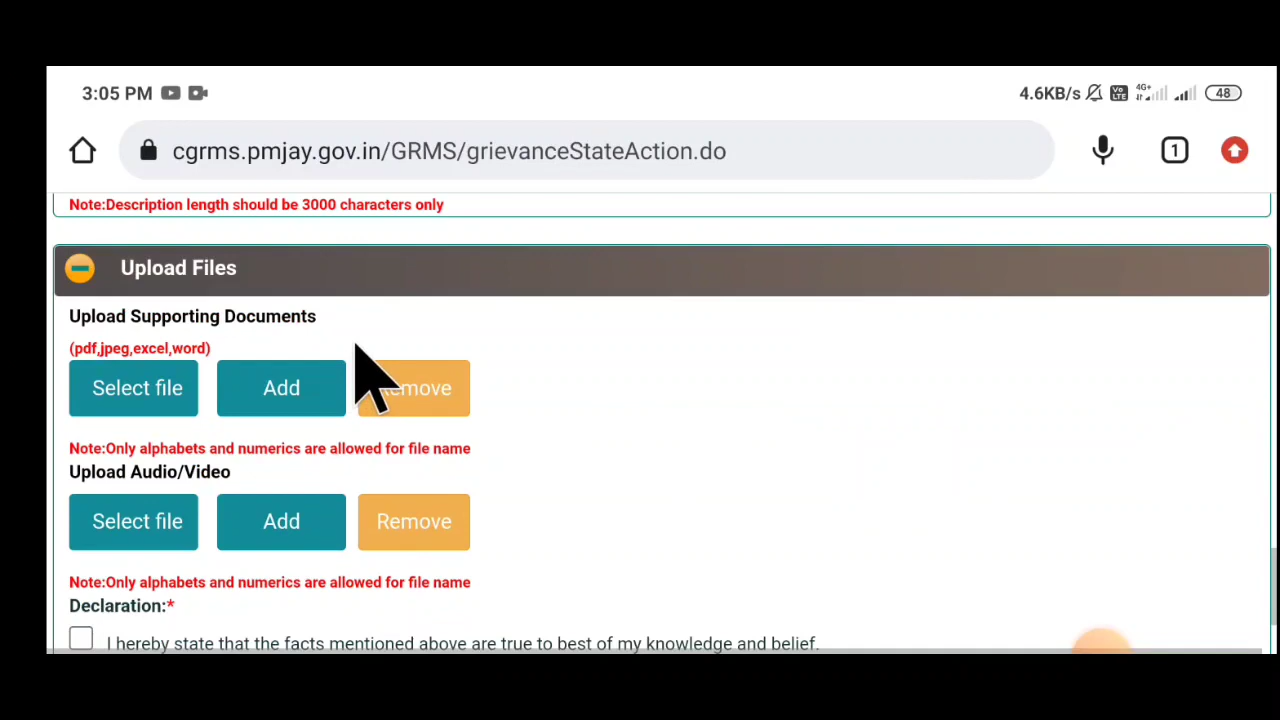 3:05 PM
4.6KB/s Vo LTE 4G+ 48
cgrms.pmjay.gov.in/GRMS/grievanceStateAction.do
1
Note:Description length should be 3000 characters only
Upload Files
Upload Supporting Documents
(pdf,jpeg,excel,word)
Select file Add emove
Note:Only alphabets and numerics are allowed for file name
Upload Audio/Video
Select file Add Remove
Note:Only alphabets and numerics are allowed for file name
Declaration:*
I hereby state that the facts mentioned above are true to best of my knowledge and belief.